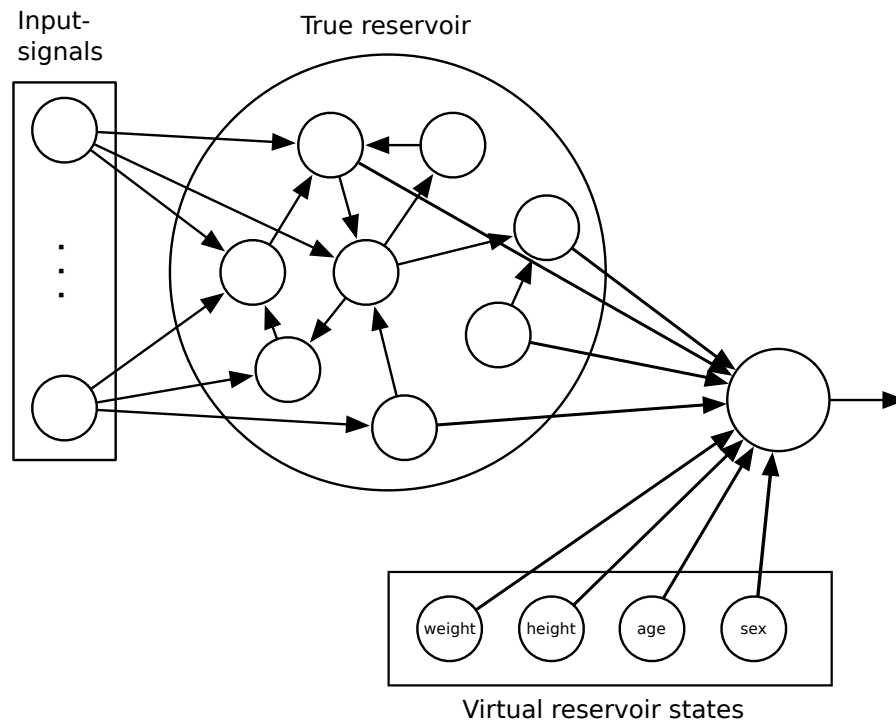 Input-
signals
True reservoir
weight
height
age
sex
Virtual reservoir states